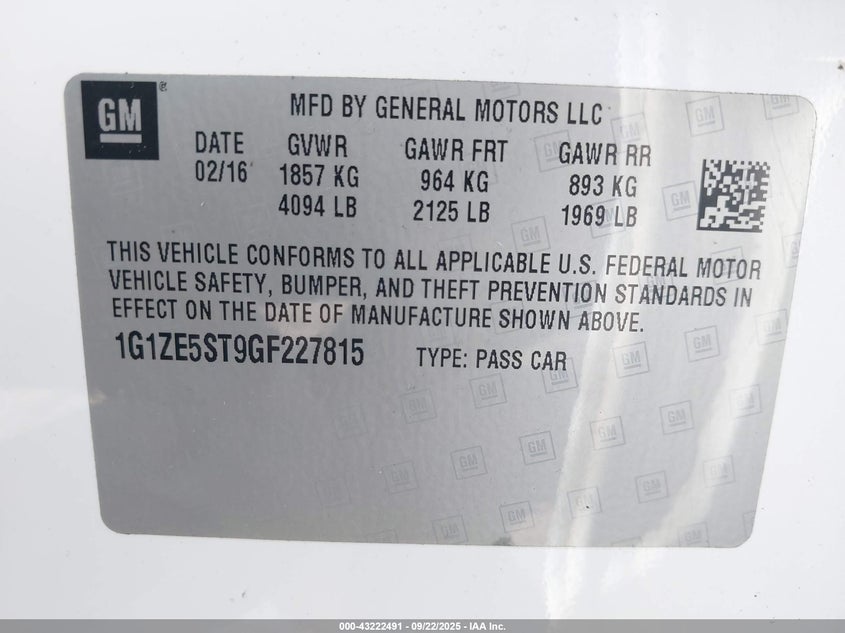 GM
MFD BY GENERAL MOTORS LLC
DATE GVWR GAWR FRT GAWR RR
02/16 1857 KG 964 KG 893 KG
4094 LB 2125 LB 1969 LB
THIS VEHICLE CONFORMS TO ALL APPLICABLE U.S. FEDERAL MOTOR
VEHICLE SAFETY, BUMPER, AND THEFT PREVENTION STANDARDS IN
EFFECT ON THE DATE OF MANUFACTURE SHOWN ABOVE.
1G1ZE5ST9GF227815 TYPE: PASS CAR
000-43222491 - 09/22/2025 - IAA Inc.